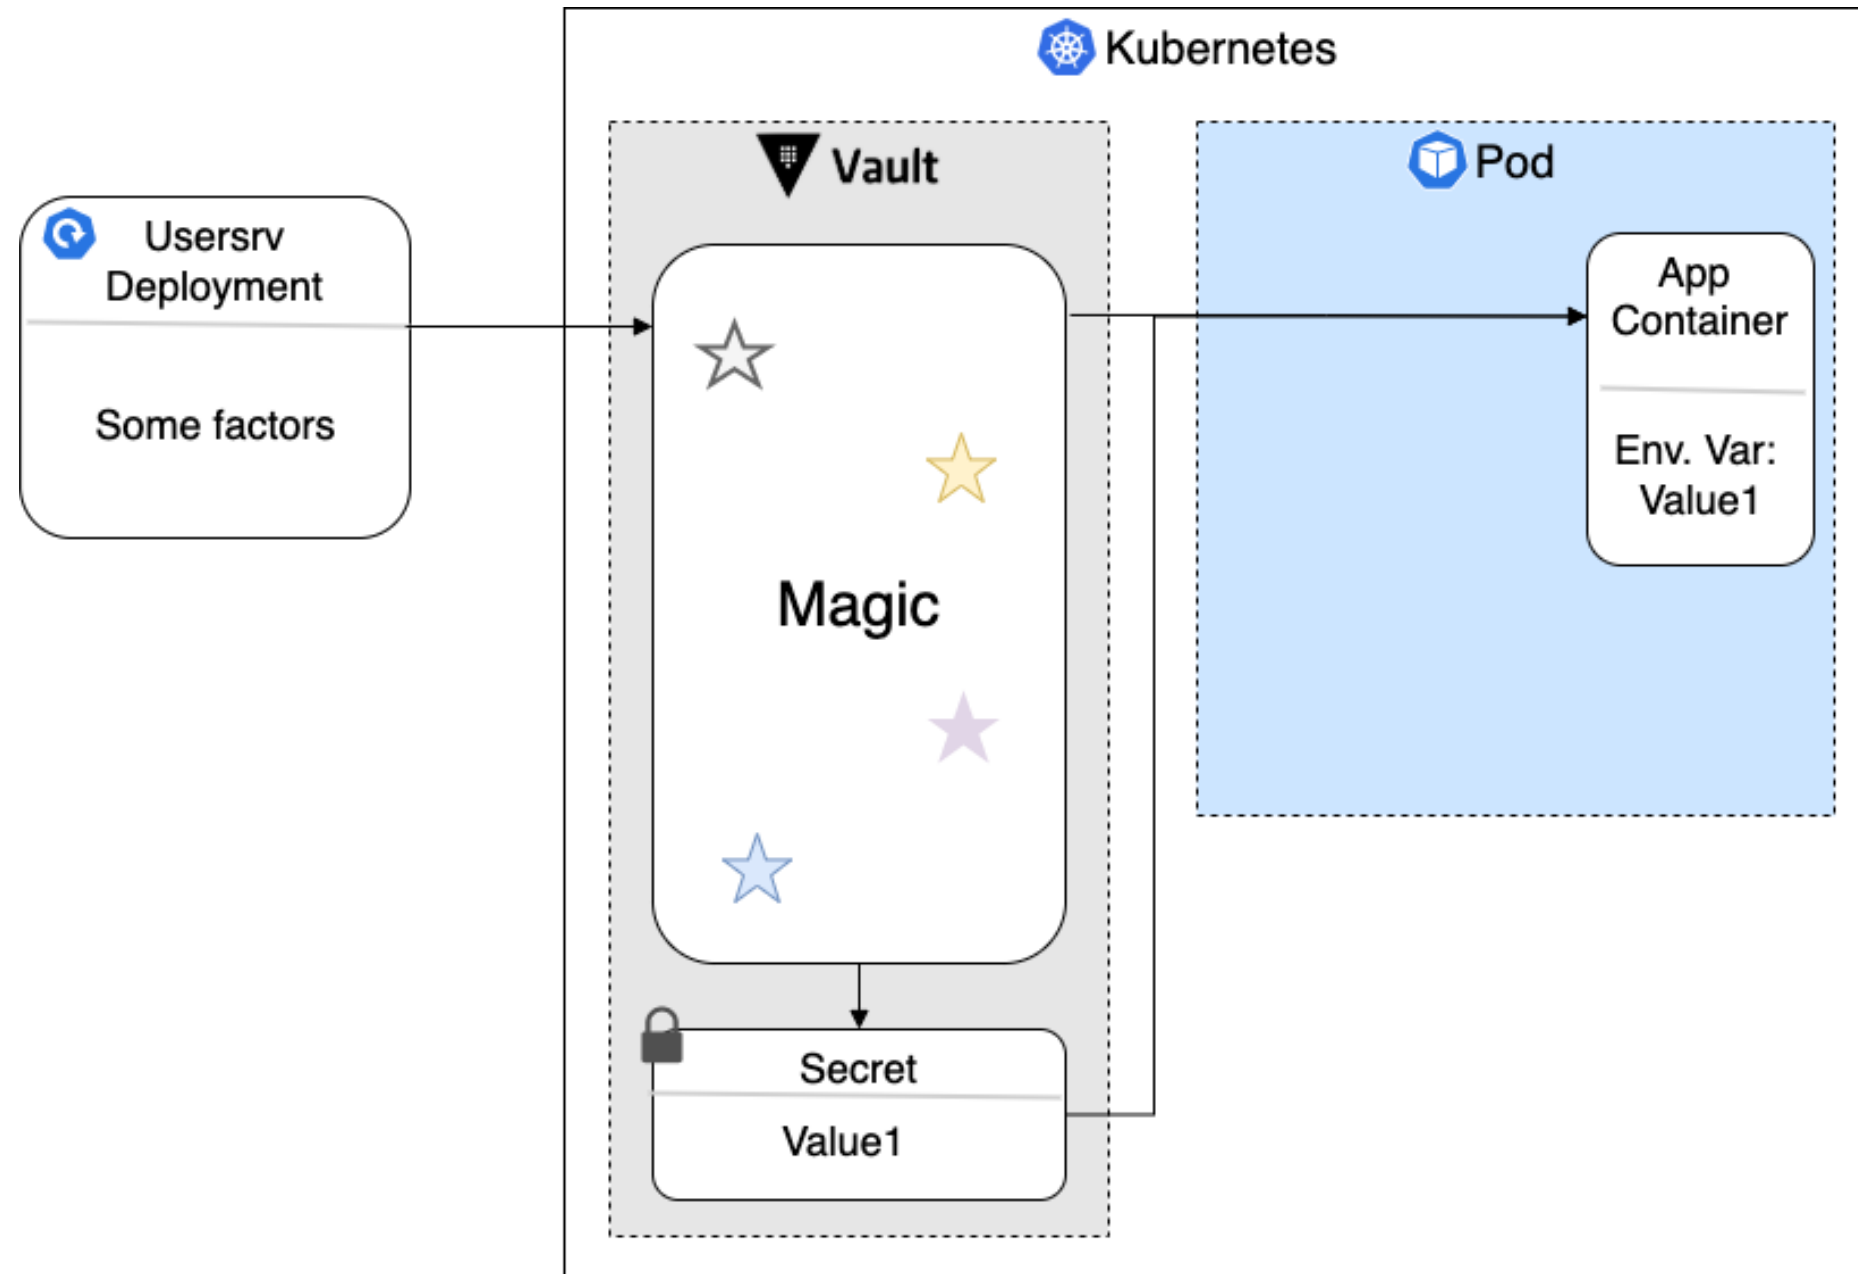 Kubernetes
Vault
Pod
Usersrv
Deployment
Some factors
Magic
App
Container
Env. Var:
Value1
Secret
Value1